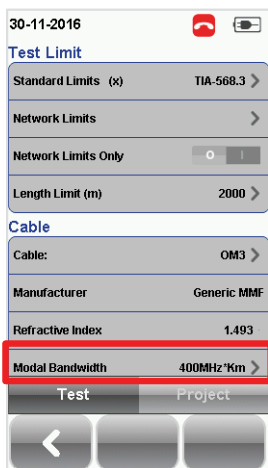 30-11-2016
Test Limit
Standard Limits (x) TIA-568.3
Network Limits
Network Limits Only O I
Length Limit (m) 2000
Cable
Cable: OM3
Manufacturer Generic MMF
Refractive Index 1.493
Modal Bandwidth 400MHz*Km
Test Project